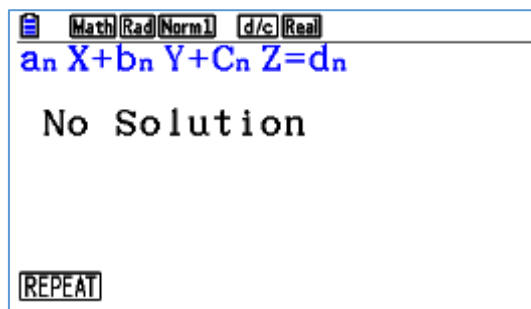 Math Rad Norm1 d/c Real
an X+bn Y+Cn Z=dn
No Solution
REPEAT